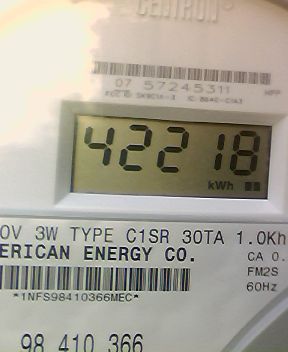 CENTRON
07 57245311
42218
kWh
0V 3W TYPE C1SR 30TA 1.0Kh
ERICAN ENERGY CO.
CA 0.
FM2S
60Hz
*1NFS98410366MEC*
98 410 366